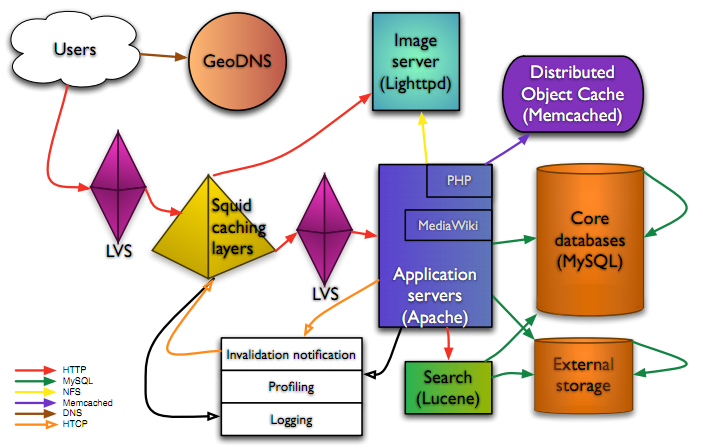 Users
GeoDNS
Image
server
(Lighttpd)
Distributed
Object Cache
(Memcached)
LVS
Squid
caching
layers
LVS
PHP
MediaWiki
Application
servers
(Apache)
Core
databases
(MySQL)
Invalidation notification
Profiling
Logging
Search
(Lucene)
External
storage
HTTP
MySQL
NFS
Memcached
DNS
HTCP